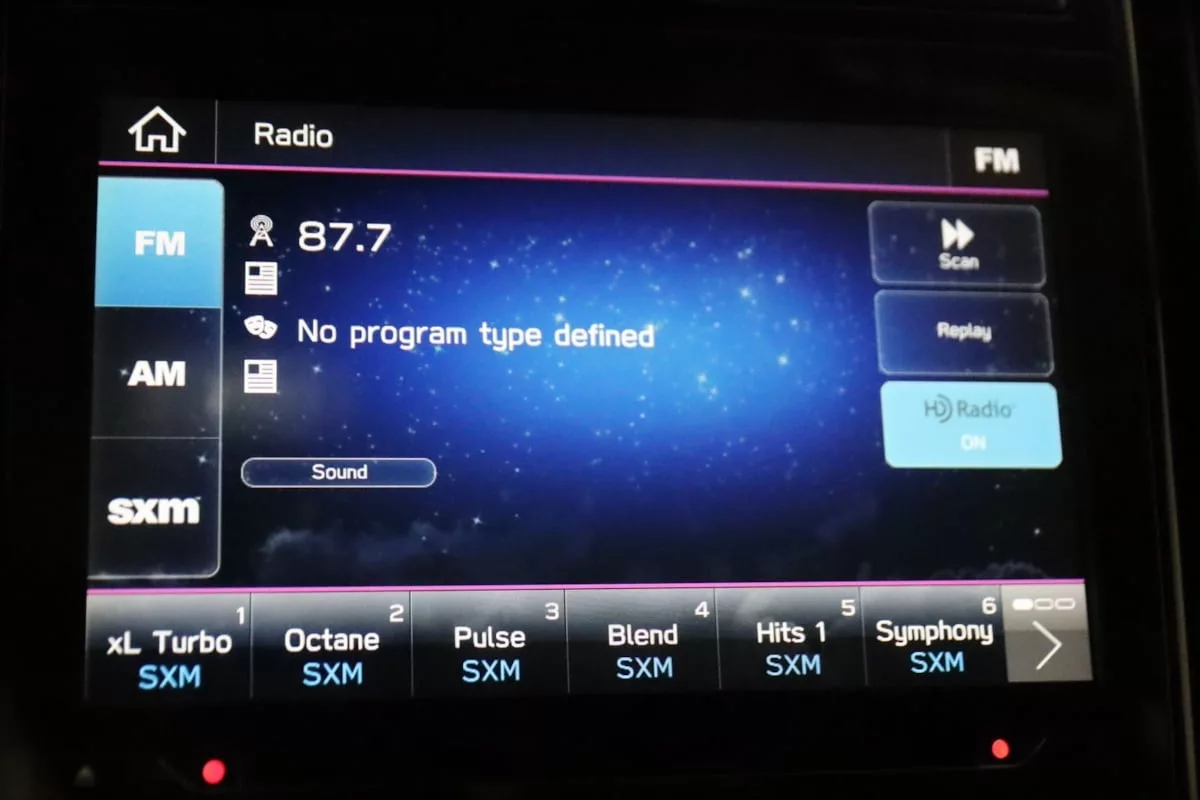 Radio
FM
FM
87.7
Scan
No program type defined
Replay
AM
HD Radio
ON
Sound
sxm
1
xL Turbo
SXM
2
Octane
SXM
3
Pulse
SXM
4
Blend
SXM
5
Hits 1
SXM
6
Symphony
SXM